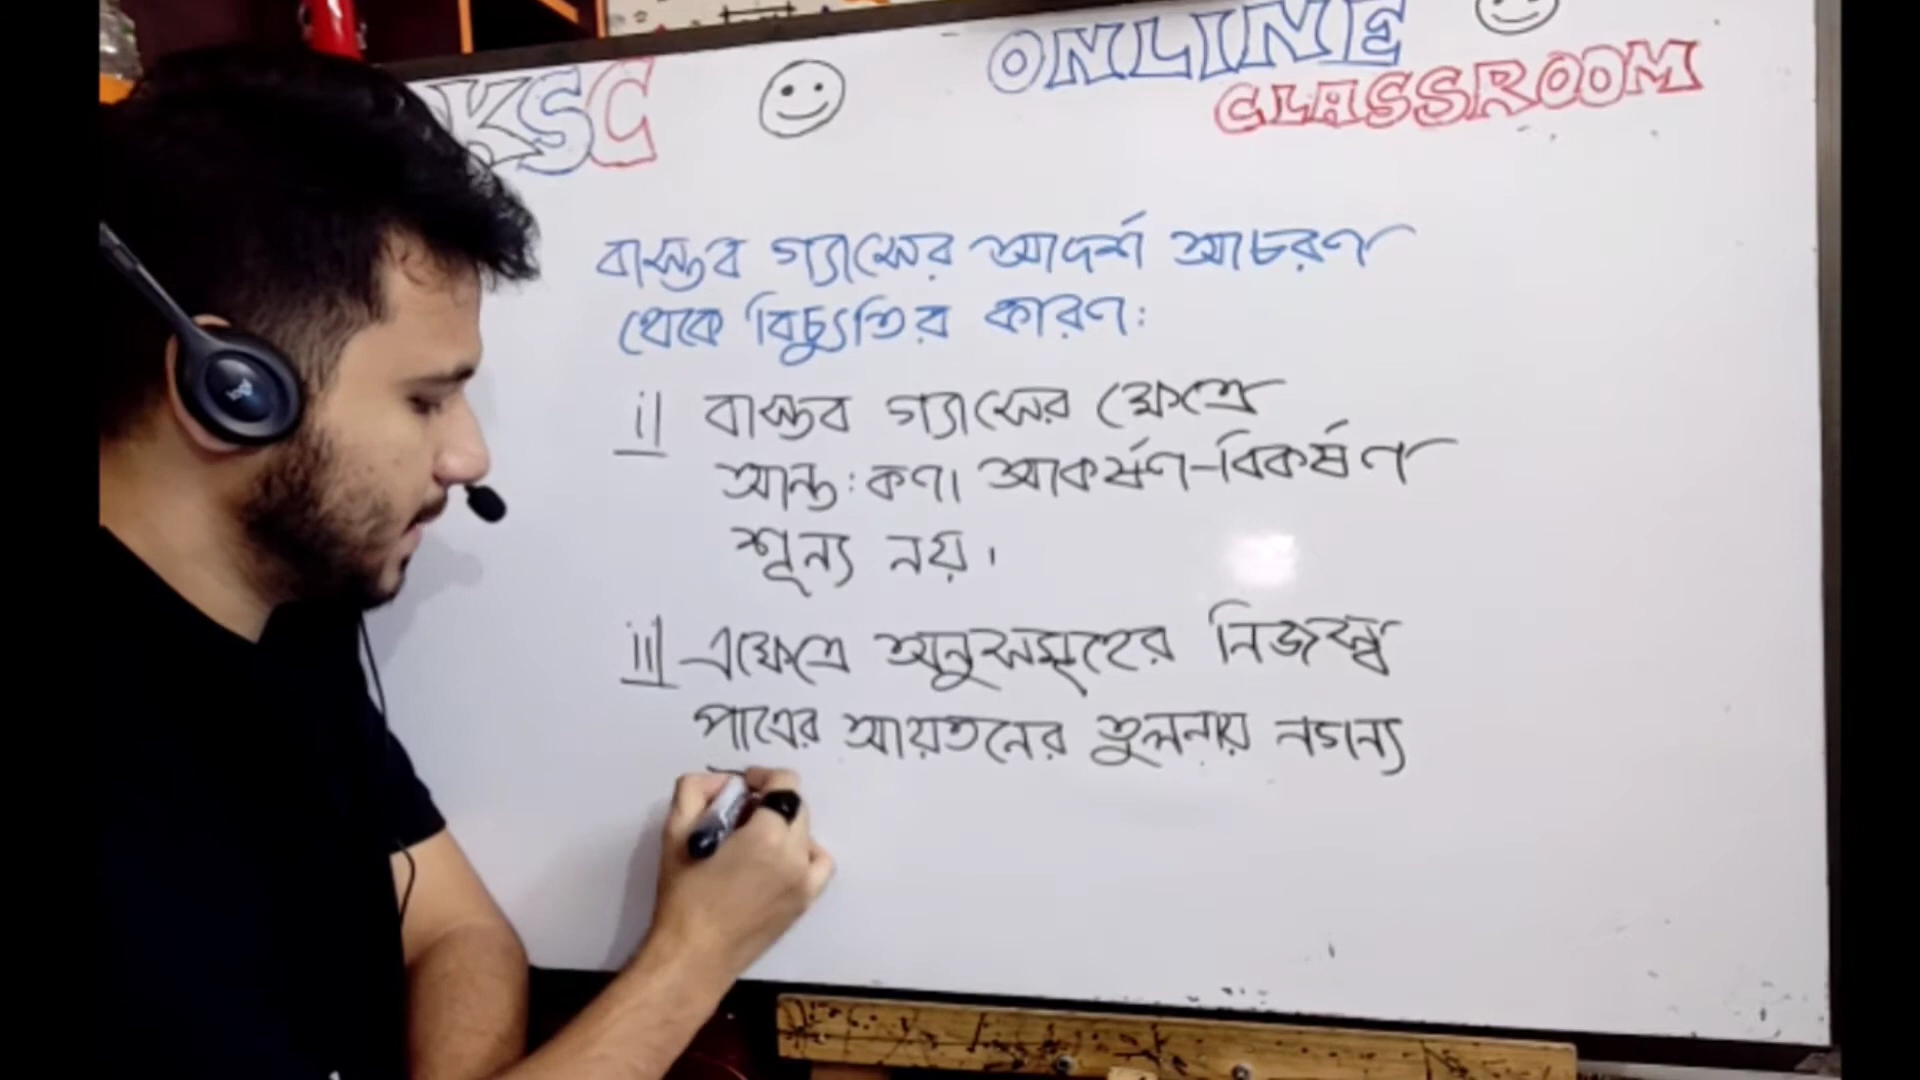 KSC
ONLINE
CLASSROOM
বাস্তব গ্যাসের আদর্শ আচরণ
থেকে বিচ্যুতির কারণ:
i) বাস্তব গ্যাসের ক্ষেত্রে
আন্ত:কণা আকর্ষণ-বিকর্ষণ
শূন্য নয়।
ii) এক্ষেত্রে অনুসমূহের নিজস্ব
পাত্রের আয়তনের তুলনায় নগন্য